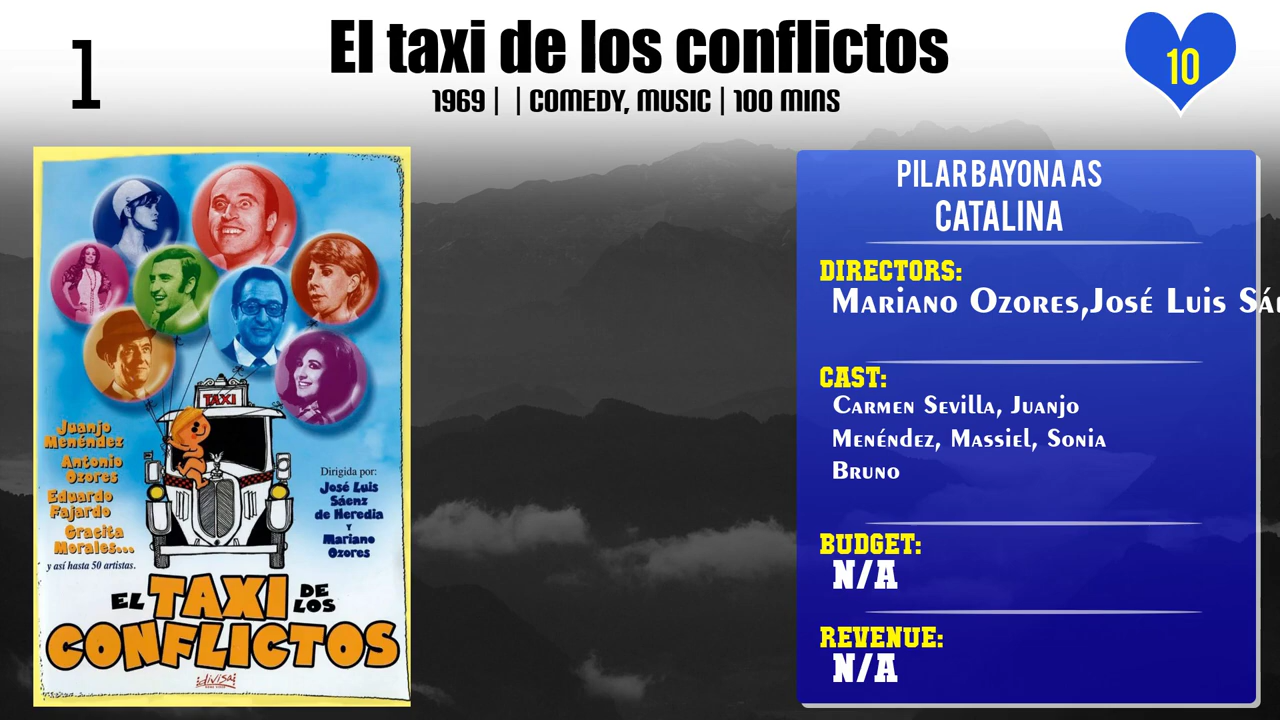 1
El taxi de los conflictos
1969 | | COMEDY, MUSIC | 100 MINS
10
TAXI
Juanjo
Menéndez
Antonio
Ozores
Eduardo
Fajardo
Gracita
Morales...
y así hasta 50 artistas.
Dirigida por:
José Luis
Sáenz
de Heredia
Y
Mariano
Ozores
EL TAXI DE LOS
CONFLICTOS
divisa
PILAR BAYONA AS
CATALINA
DIRECTORS:
Mariano Ozores,José Luis Sá
CAST:
Carmen Sevilla, Juanjo
Menéndez, Massiel, Sonia
Bruno
BUDGET:
N/A
REVENUE:
N/A